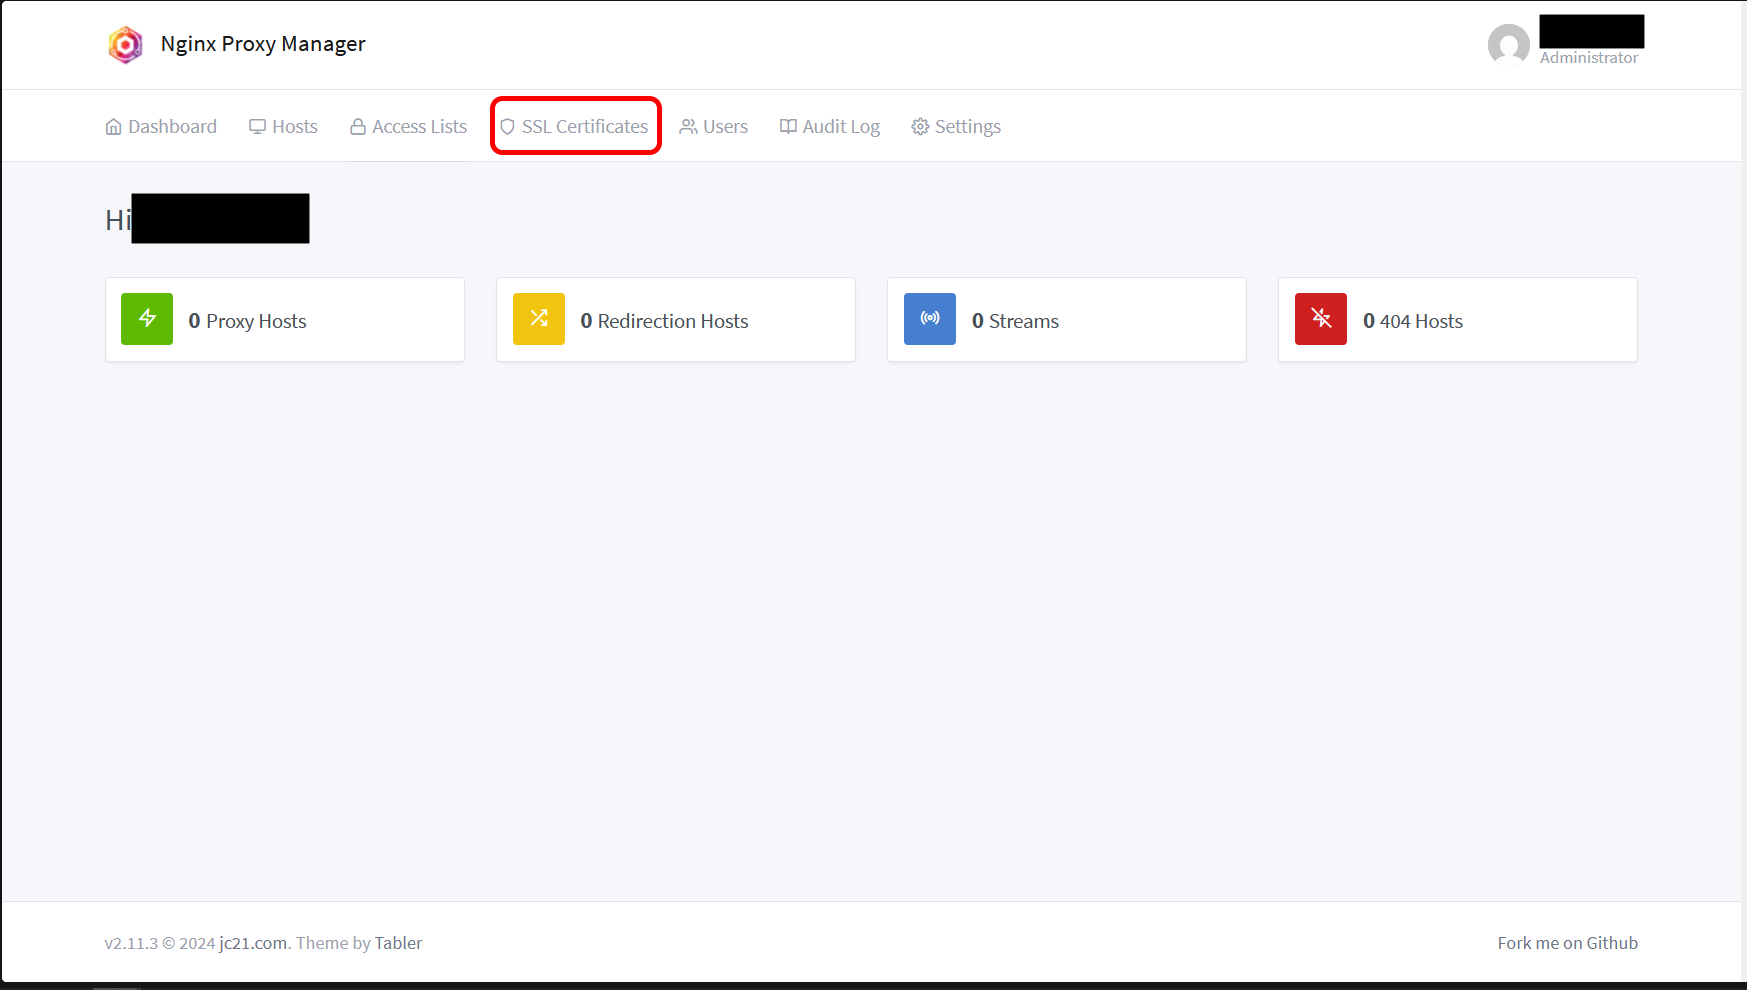 Nginx Proxy Manager
Administrator
Dashboard Hosts Access Lists SSL Certificates Users Audit Log Settings
Hi
0 Proxy Hosts 0 Redirection Hosts 0 Streams 0 404 Hosts
v2.11.3 © 2024 jc21.com. Theme by Tabler Fork me on Github